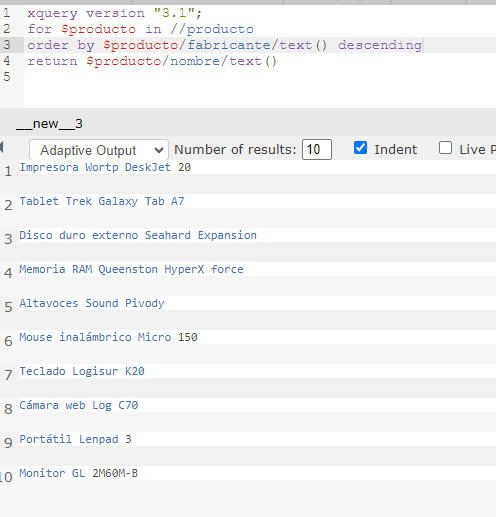 1 xquery version "3.1";
2 for $producto in //producto
3 order by $producto/fabricante/text() descending
4 return $producto/nombre/text()
5
__new__3
Adaptive Output Number of results: 10 Indent Live P
1 Impresora Wortp DeskJet 20
2 Tablet Trek Galaxy Tab A7
3 Disco duro externo Seahard Expansion
4 Memoria RAM Queenston HyperX force
5 Altavoces Sound Pivody
6 Mouse inalámbrico Micro 150
7 Teclado Logisur K20
8 Cámara web Log C70
9 Portátil Lenpad 3
10 Monitor GL 2M60M-B